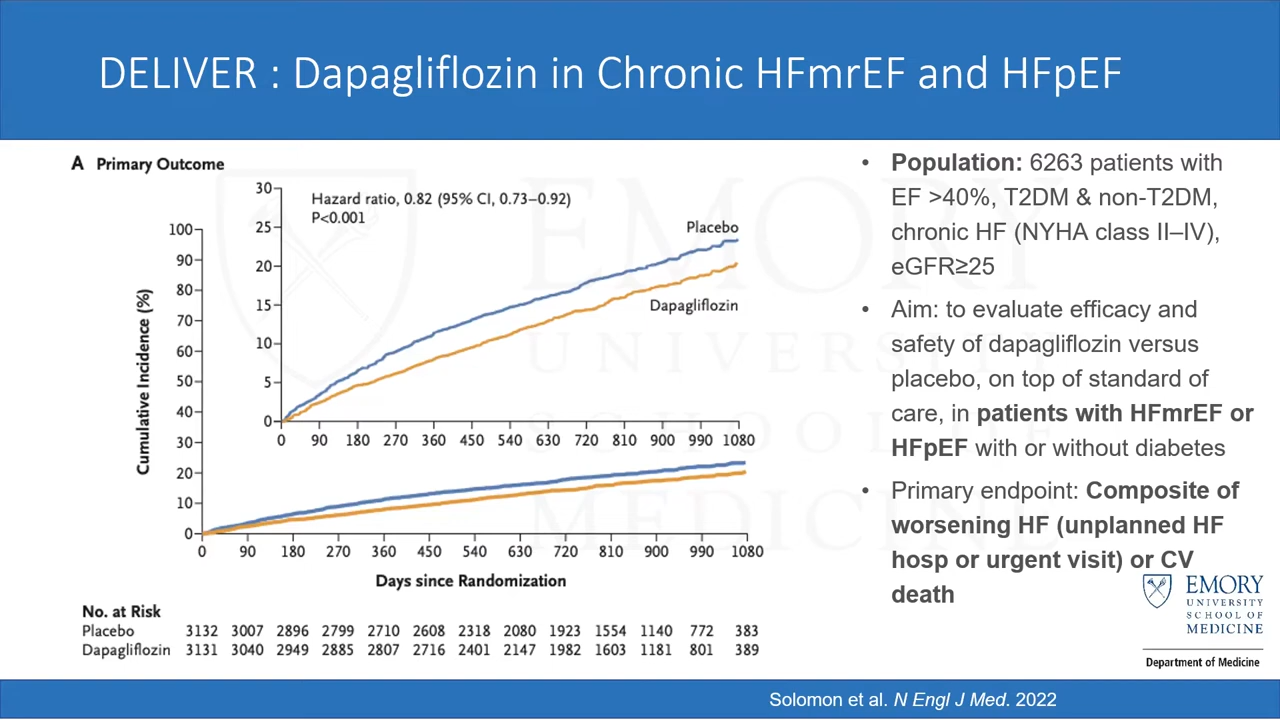 DELIVER : Dapagliflozin in Chronic HFmrEF and HFpEF
A Primary Outcome
Hazard ratio, 0.82 (95% CI, 0.73–0.92)
P<0.001
Placebo
Dapagliflozin
30
25
20
15
10
5
0
0 90 180 270 360 450 540 630 720 810 900 990 1080
Cumulative Incidence (%)
100
90
80
70
60
50
40
30
20
10
0
0 90 180 270 360 450 540 630 720 810 900 990 1080
Days since Randomization
No. at Risk
Placebo 3132 3007 2896 2799 2710 2608 2318 2080 1923 1554 1140 772 383
Dapagliflozin 3131 3040 2949 2885 2807 2716 2401 2147 1982 1603 1181 801 389
• Population: 6263 patients with
EF >40%, T2DM & non-T2DM,
chronic HF (NYHA class II–IV),
eGFR≥25
• Aim: to evaluate efficacy and
safety of dapagliflozin versus
placebo, on top of standard of
care, in patients with HFmrEF or
HFpEF with or without diabetes
• Primary endpoint: Composite of
worsening HF (unplanned HF
hosp or urgent visit) or CV
death
EMORY
UNIVERSITY
SCHOOL OF
MEDICINE
EMORY
UNIVERSITY
SCHOOL OF
MEDICINE
Department of Medicine
Solomon et al. N Engl J Med. 2022